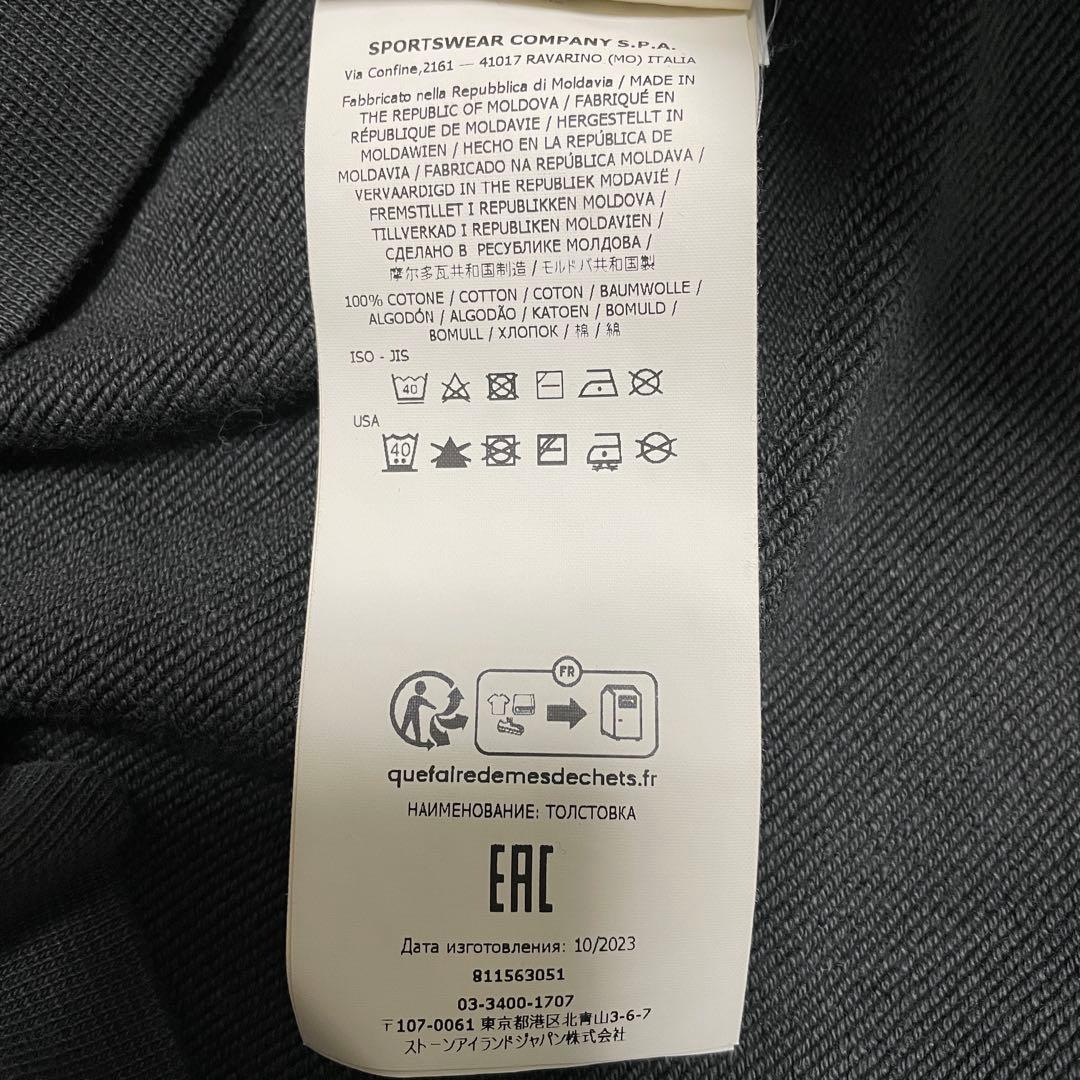 SPORTSWEAR COMPANY S.P.A.
Via Confine,2161 — 41017 RAVARINO (MO) ITALIA
Fabbricato nella Repubblica di Moldavia / MADE IN
THE REPUBLIC OF MOLDOVA / FABRIQUÉ EN
RÉPUBLIQUE DE MOLDAVIE / HERGESTELLT IN
MOLDAWIEN / HECHO EN LA REPÚBLICA DE
MOLDAVIA / FABRICADO NA REPÚBLICA MOLDAVA /
VERVAARDIGD IN THE REPUBLIEK MODAVIË /
FREMSTILLET I REPUBLIKKEN MOLDOVA /
TILLVERKAD I REPUBLIKEN MOLDAVIEN /
СДЕЛАНО В РЕСУБЛИКЕ МОЛДОВА /
摩尔多瓦共和国制造 / モルドバ共和国製
100% COTONE / COTTON / COTON / BAUMWOLLE /
ALGODÓN / ALGODÃO / KATOEN / BOMULD /
BOMULL / ХЛОПОК / 棉 / 綿
ISO - JIS
40
USA
40
FR
quefairedemesdechets.fr
НАИМЕНОВАНИЕ: ТОЛСТОВКА
EAC
Дата изготовления: 10/2023
811563051
03-3400-1707
〒107-0061 東京都港区北青山3-6-7
ストーンアイランドジャパン株式会社